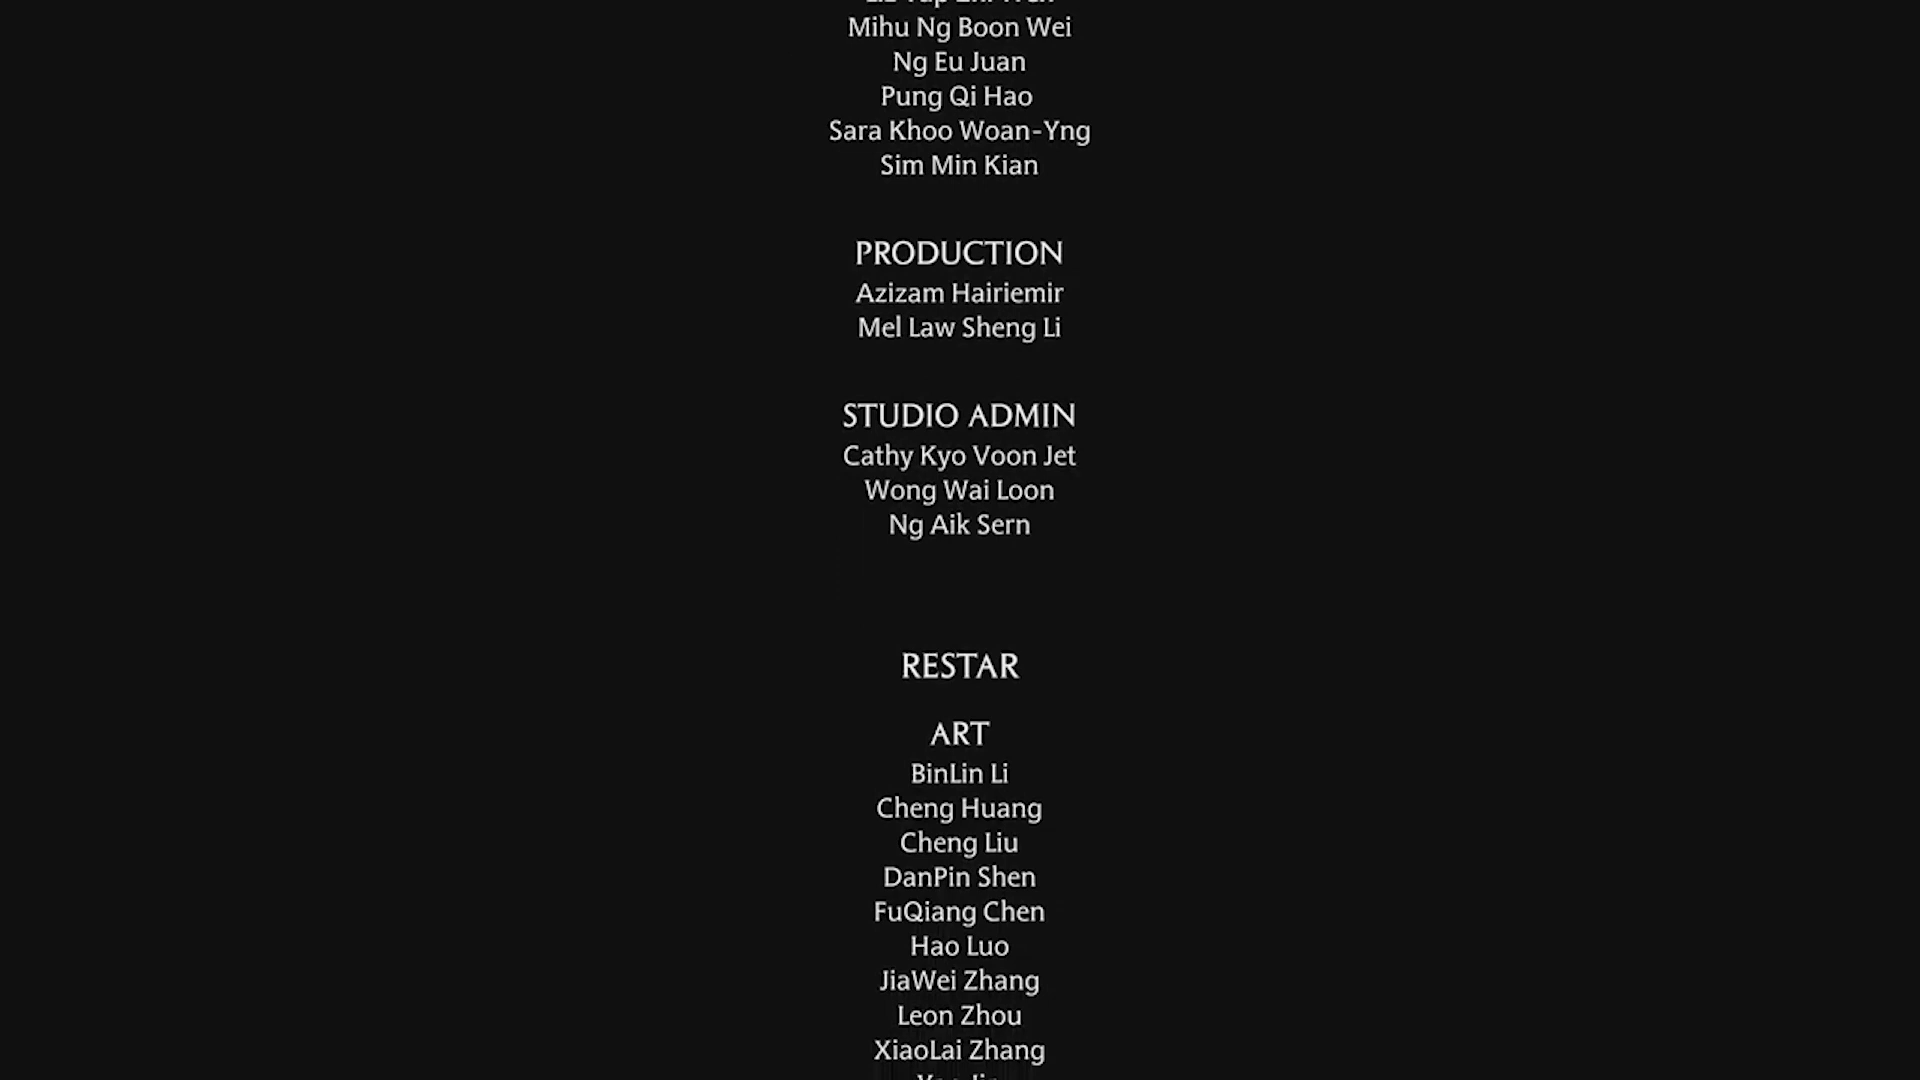 Mihu Ng Boon Wei
Ng Eu Juan
Pung Qi Hao
Sara Khoo Woan-Yng
Sim Min Kian
PRODUCTION
Azizam Hairiemir
Mel Law Sheng Li
STUDIO ADMIN
Cathy Kyo Voon Jet
Wong Wai Loon
Ng Aik Sern
RESTAR
ART
BinLin Li
Cheng Huang
Cheng Liu
DanPin Shen
FuQiang Chen
Hao Luo
JiaWei Zhang
Leon Zhou
XiaoLai Zhang